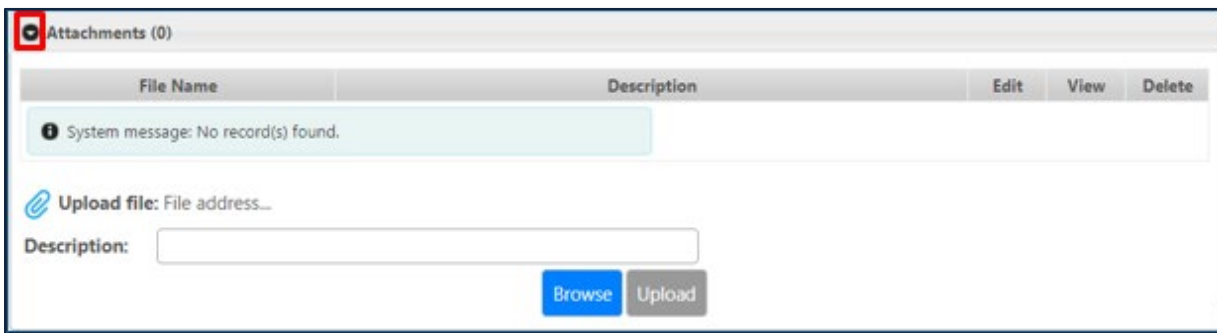 Attachments (0)
File Name Description Edit View Delete
System message: No record(s) found.
Upload file: File address...
Description:
Browse Upload